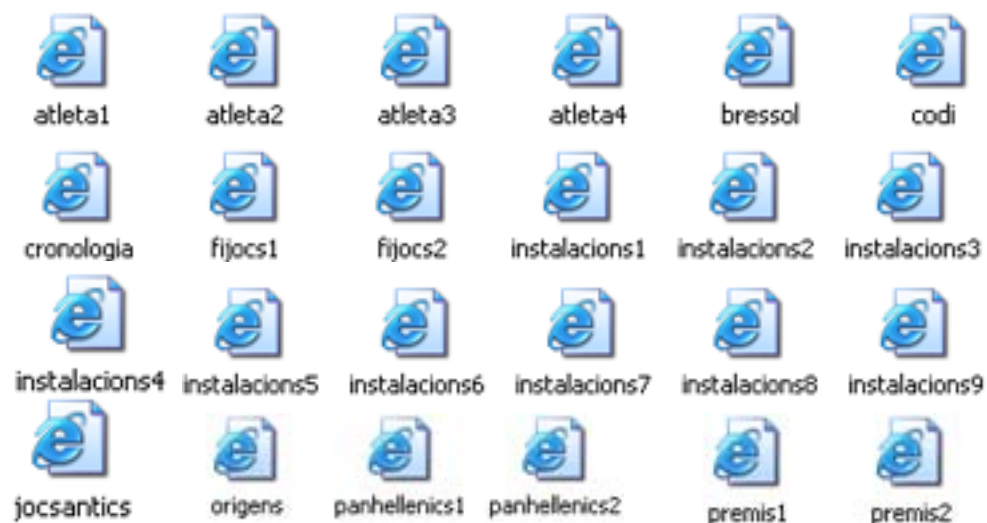 atleta1 atleta2 atleta3 atleta4 bressol codi
cronologia fijocs1 fijocs2 instalacions1 instalacions2 instalacions3
instalacions4 instalacions5 instalacions6 instalacions7 instalacions8 instalacions9
jocsantics origens panhellenics1 panhellenics2 premis1 premis2